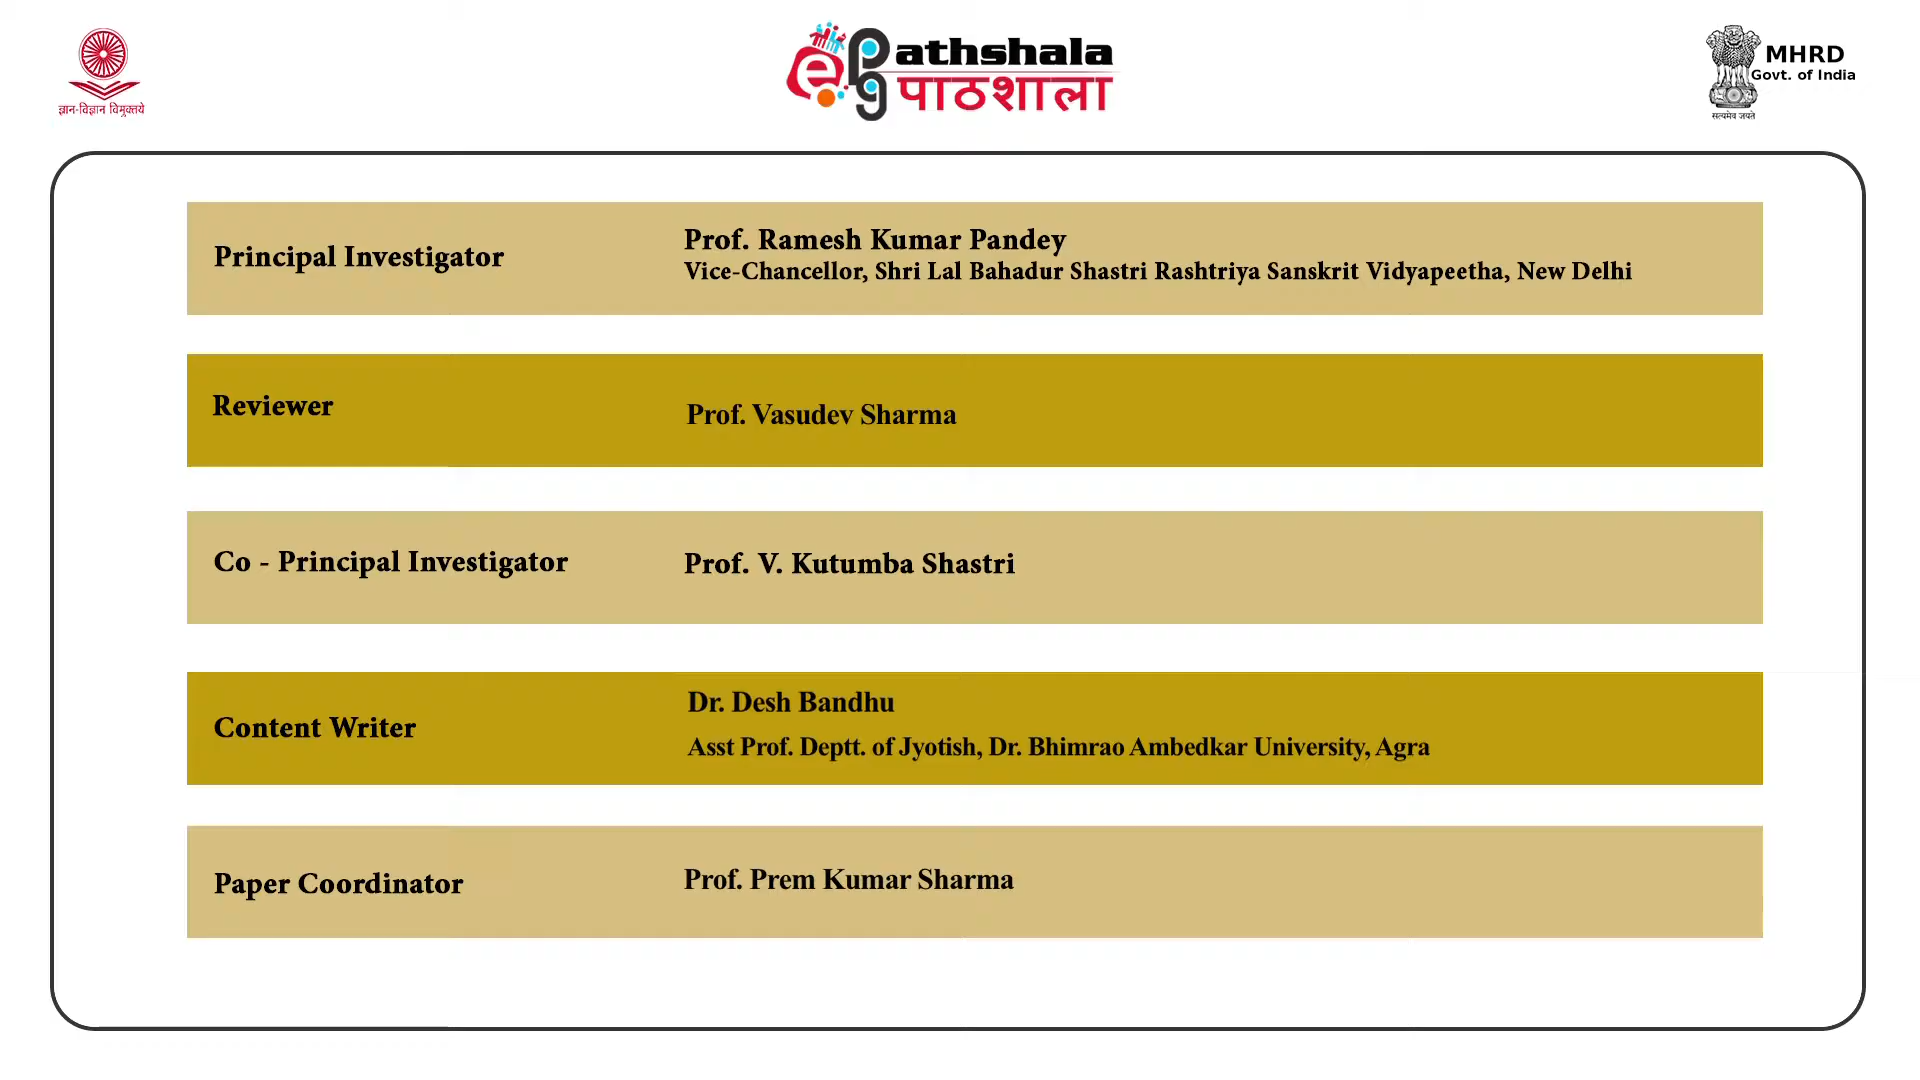 ज्ञान-विज्ञान विमुक्तये
e pg athshala
पाठशाला
MHRD
Govt. of India
सत्यमेव जयते
Principal Investigator
Prof. Ramesh Kumar Pandey
Vice-Chancellor, Shri Lal Bahadur Shastri Rashtriya Sanskrit Vidyapeetha, New Delhi
Reviewer
Prof. Vasudev Sharma
Co - Principal Investigator
Prof. V. Kutumba Shastri
Content Writer
Dr. Desh Bandhu
Asst Prof. Deptt. of Jyotish, Dr. Bhimrao Ambedkar University, Agra
Paper Coordinator
Prof. Prem Kumar Sharma